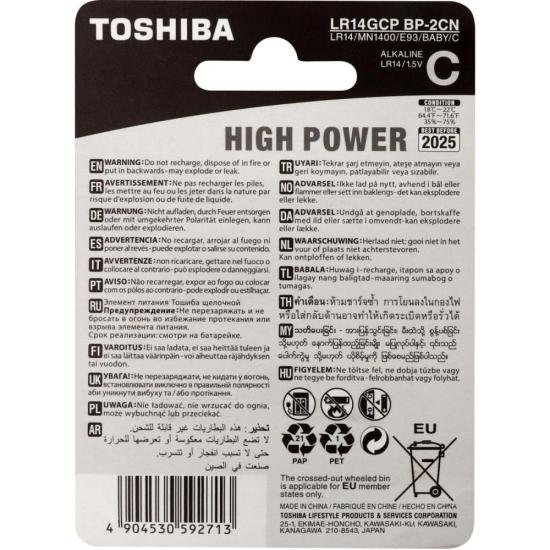 TOSHIBA
LR14GCP BP-2CN
LR14/MN1400/E93/BABY/C
ALKALINE
LR14/1.5V
C
CONDITION
18℃~22℃
64.4℉~71.6℉
35%~75%
BEST BEFORE
2025
HIGH POWER
EN WARNING: Do not recharge, dispose of in fire or
put in backwards-may explode or leak.
FR AVERTISSEMENT: Ne pas recharger les piles,
les mettre au feu ou les jeter dans la nature par
risque d'explosion ou de fuite de liquide.
DE WARNUNG: Nicht aufladen, durch Feuer entsorgen
oder mit umgekehrter Polarität einlegen, kann
auslaufen oder explodieren.
ES ADVERTENCIA: No recargar, arrojar al fuego ni
poner al revés-puede explotar o salirse su contenido.
IT AVVERTENZE: non ricaricare, gettare nel fuoco o
collocare al contrario-può esplodere o danneggiarsi.
PT AVISO: Não recarregar, expor ao fogo ou colocar
com os pólos ao contrario-pode explodir/gotejar.
RU Элемент питания Тошиба щелочной
Предупреждение: Не перезаряжать и не
бросать в огонь во избежание протекания
или взрыва.
Срок реализации: смотри на батарейке.
FI VAROITUS: Ei saa ladata, ei saa heittää tuleen ja
ei saa laittaa väärinpäin - voi aiheuttaa räjähdyksiä
tai vuodon.
UK УВАГА!: Не перезаряжати, не кидати у вогонь,
встановлювати виключно в правильній полярності
аби уникнути вибуху та / або протікання.
PL UWAGA: Nie ładować, nie wrzucać do ognia,
może wybuchnąć lub wyciec.
AR تحذير: هذه البطاريات غير قابلة للشحن.
لا تضع البطاريات معكوسة أو تعرضها للحرارة
حتى لا تسبب انفجار أو تتسرب.
صنعت في الصين
TR UYARI: Tekrar şarj etmeyin, ateşe atmayın veya
geri koymayın, patlayabilir veya sızabilir.
NO ADVARSEL: Ikke lad på nytt, avhend i bål eller
flammer eller sett inn baklengs-det kan eksplodere
eller lekke.
DA ADVARSEL: Undgå at genoplade, bortskaffe
med ild eller at sætte i omvendt-kan eksplodere
eller lække.
NL WAARSCHUWING: Herlaad niet; gooi niet in het
vuur of plaats niet achterwaarts.
Kan ontploffen of lekken.
TL BABALA: Huwag i-recharge, itapon sa apoy o
ilagay nang baligtad-maaaring sumabog o
tumagas.
TH คำเตือน: ห้ามชาร์จซ้ำ การโยนลงในกองไฟ
หรือใส่กลับด้านอาจทำให้เกิดระเบิดหรือรั่วได้
MY သတိပေးခြင်း -
HU FIGYELEM: Ne töltse fel, ne dobja tűzbe vagy
ne helyezze be fordítva-felrobbanhat vagy kifolyhat.
21
PAP
1
PET
EU
The crossed-out wheeled bin
is applicable for EU member
states only.
MADE IN CHINA / FABRIQUE EN CHINE / HECHO EN CHINA
TOSHIBA LIFESTYLE PRODUCTS & SERVICES CORPORATION
25-1, EKIMAE-HONCHO, KAWASAKI-KU, KAWASAKI,
KANAGAWA 210-8543, JAPAN
4 904530 592713